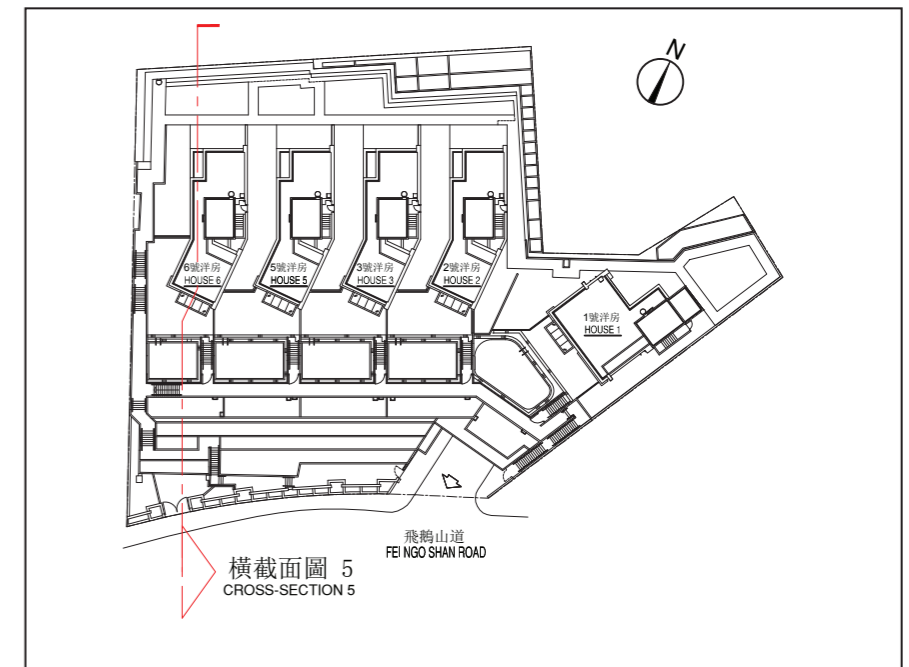 N
6號洋房
HOUSE 6
5號洋房
HOUSE 5
3號洋房
HOUSE 3
2號洋房
HOUSE 2
1號洋房
HOUSE 1
飛鵝山道
FEI NGO SHAN ROAD
橫截面圖 5
CROSS-SECTION 5